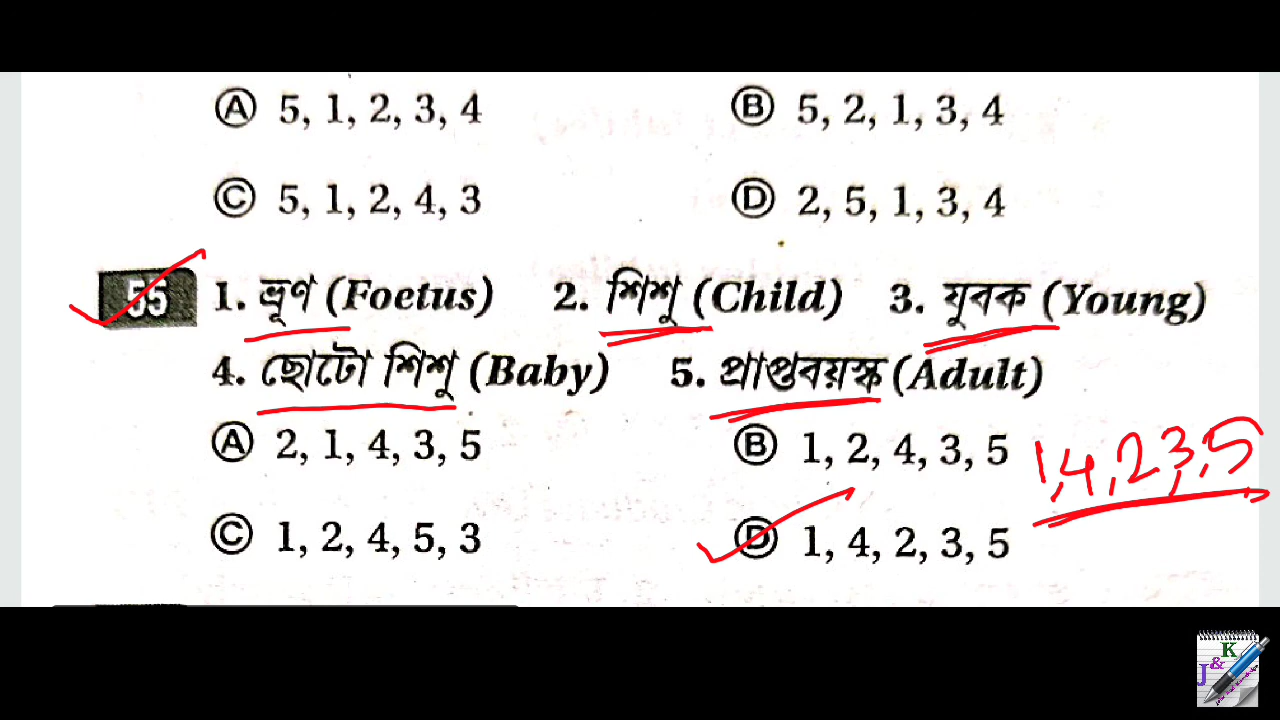 Ⓐ 5, 1, 2, 3, 4 Ⓑ 5, 2, 1, 3, 4
Ⓒ 5, 1, 2, 4, 3 Ⓓ 2, 5, 1, 3, 4
55 1. ভ্রূণ (Foetus) 2. শিশু (Child) 3. যুবক (Young)
4. ছোটো শিশু (Baby) 5. প্রাপ্তবয়স্ক (Adult)
Ⓐ 2, 1, 4, 3, 5 Ⓑ 1, 2, 4, 3, 5
1,4,2,3,5
Ⓒ 1, 2, 4, 5, 3 Ⓓ 1, 4, 2, 3, 5
J&K